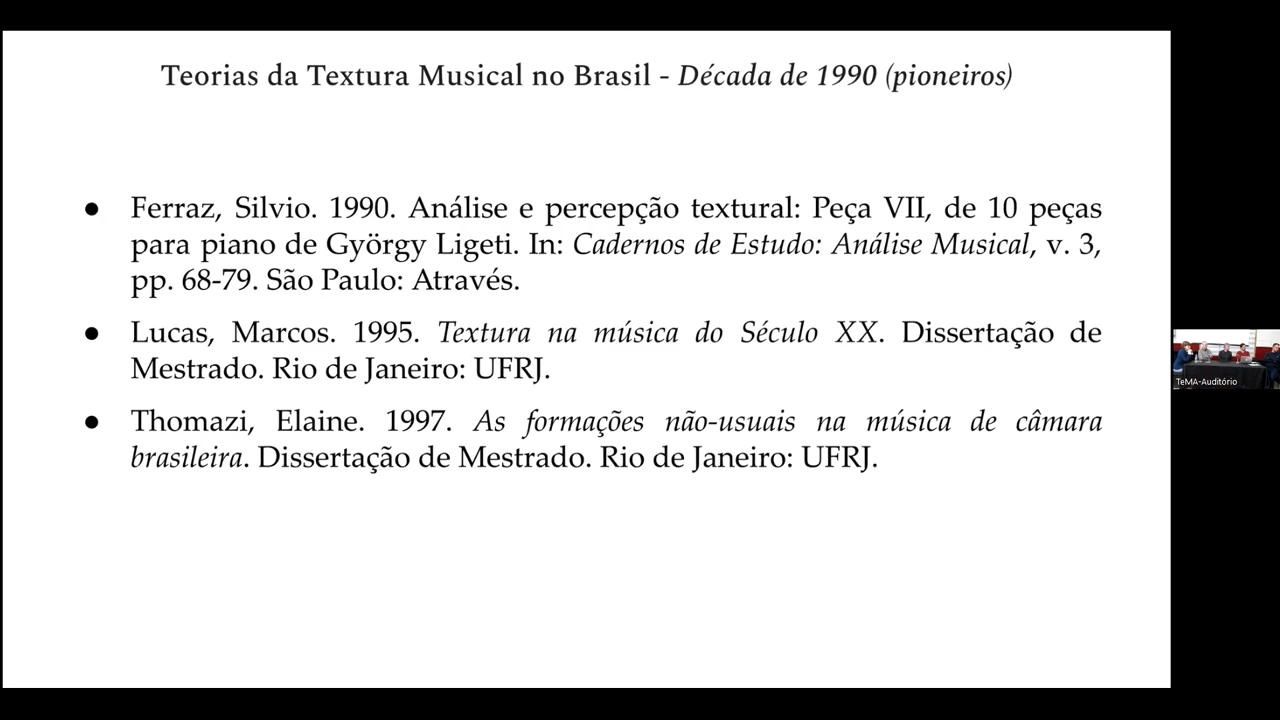 Teorias da Textura Musical no Brasil - Década de 1990 (pioneiros)
● Ferraz, Silvio. 1990. Análise e percepção textural: Peça VII, de 10 peças
para piano de György Ligeti. In: Cadernos de Estudo: Análise Musical, v. 3,
pp. 68-79. São Paulo: Através.
● Lucas, Marcos. 1995. Textura na música do Século XX. Dissertação de
Mestrado. Rio de Janeiro: UFRJ.
● Thomazi, Elaine. 1997. As formações não-usuais na música de câmara
brasileira. Dissertação de Mestrado. Rio de Janeiro: UFRJ.
TeMA-Auditório